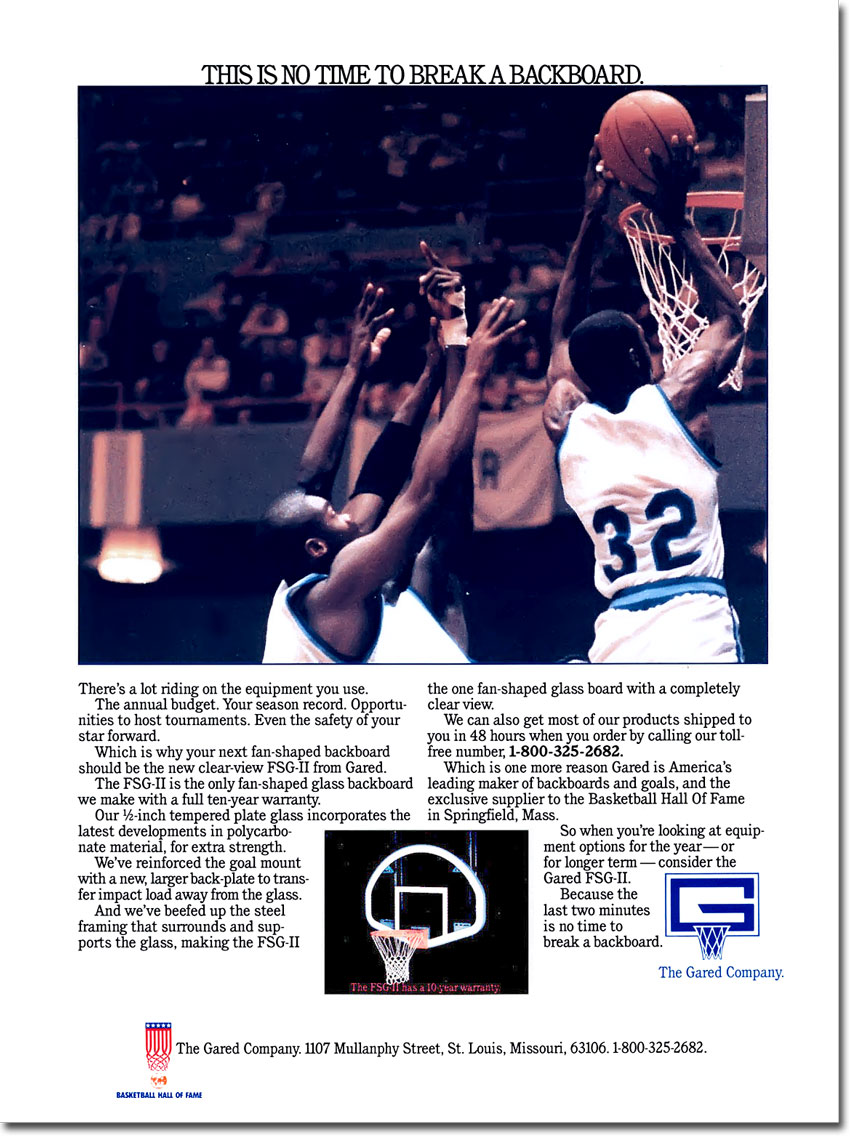 THIS IS NO TIME TO BREAK A BACKBOARD.
A
32
There's a lot riding on the equipment you use.
The annual budget. Your season record. Opportu-
nities to host tournaments. Even the safety of your
star forward.
Which is why your next fan-shaped backboard
should be the new clear-view FSG-II from Gared.
The FSG-II is the only fan-shaped glass backboard
we make with a full ten-year warranty.
Our ½-inch tempered plate glass incorporates the
latest developments in polycarbo-
nate material, for extra strength.
We've reinforced the goal mount
with a new, larger back-plate to trans-
fer impact load away from the glass.
And we've beefed up the steel
framing that surrounds and sup-
ports the glass, making the FSG-II
the one fan-shaped glass board with a completely
clear view.
We can also get most of our products shipped to
you in 48 hours when you order by calling our toll-
free number, 1-800-325-2682.
Which is one more reason Gared is America's
leading maker of backboards and goals, and the
exclusive supplier to the Basketball Hall Of Fame
in Springfield, Mass.
So when you're looking at equip-
ment options for the year—or
for longer term — consider the
Gared FSG-II.
Because the
last two minutes
is no time to
break a backboard.
The FSG-II has a 10-year warranty.
G
The Gared Company.
The Gared Company. 1107 Mullanphy Street, St. Louis, Missouri, 63106. 1-800-325-2682.
BASKETBALL HALL OF FAME